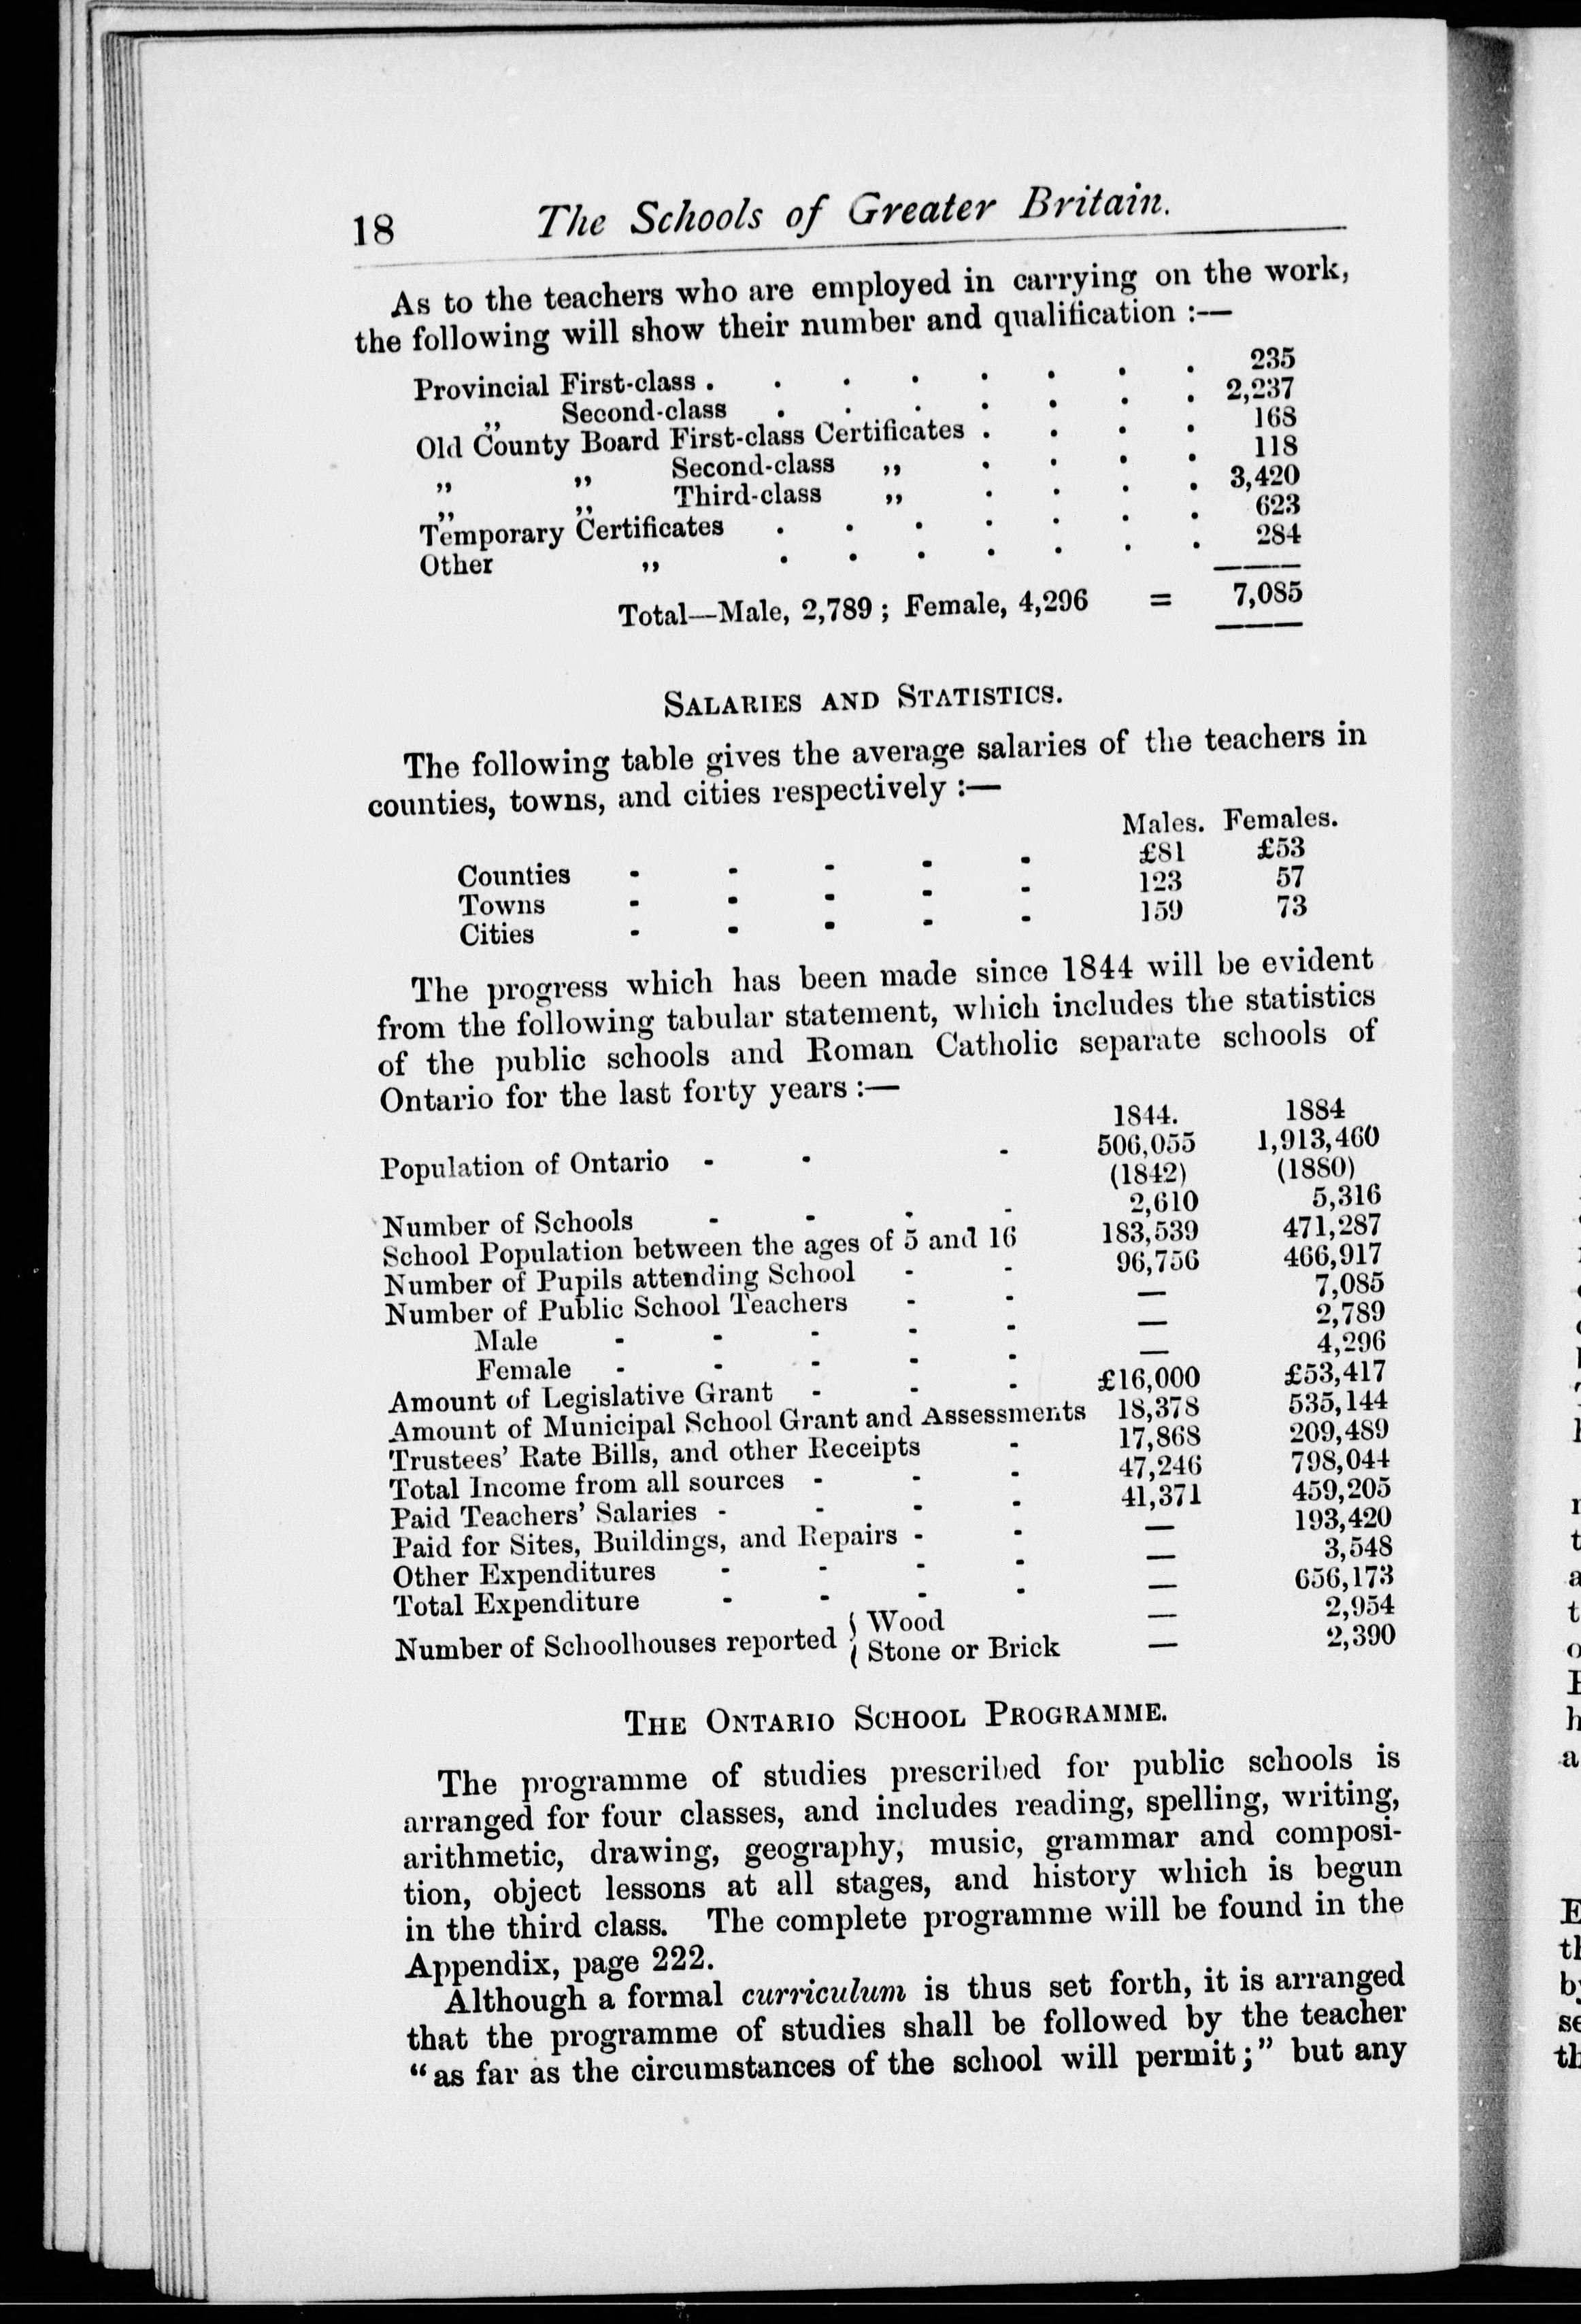 18 The Schools of Greater Britain.
As to the teachers who are employed in carrying on the work,
the following will show their number and qualification :—
Provincial First-class . . . . . . . . 235
„ Second-class . . . . . . . 2,237
Old County Board First-class Certificates . . . . 168
„ „ Second-class „ . . . . 118
„ „ Third-class „ . . . . 3,420
Temporary Certificates . . . . . . . 623
Other „ . . . . . . . 284
Total—Male, 2,789 ; Female, 4,296 = 7,085
SALARIES AND STATISTICS.
The following table gives the average salaries of the teachers in
counties, towns, and cities respectively :—
Males. Females.
Counties - - - - - £81 £53
Towns - - - - - 123 57
Cities - - - - - 159 73
The progress which has been made since 1844 will be evident
from the following tabular statement, which includes the statistics
of the public schools and Roman Catholic separate schools of
Ontario for the last forty years :—
1844. 1884
Population of Ontario - - - 506,055 1,913,460
(1842) (1880)
Number of Schools - - - - 2,610 5,316
School Population between the ages of 5 and 16 183,539 471,287
Number of Pupils attending School - - 96,756 466,917
Number of Public School Teachers - - — 7,085
Male - - - - - — 2,789
Female - - - - - — 4,296
Amount of Legislative Grant - - - £16,000 £53,417
Amount of Municipal School Grant and Assessments 18,378 535,144
Trustees' Rate Bills, and other Receipts - 17,868 209,489
Total Income from all sources - - - 47,246 798,044
Paid Teachers' Salaries - - - - 41,371 459,205
Paid for Sites, Buildings, and Repairs - - — 193,420
Other Expenditures - - - - — 3,548
Total Expenditure - - - - — 656,173
Number of Schoolhouses reported { Wood — 2,954
{ Stone or Brick — 2,390
THE ONTARIO SCHOOL PROGRAMME.
The programme of studies prescribed for public schools is
arranged for four classes, and includes reading, spelling, writing,
arithmetic, drawing, geography, music, grammar and composi-
tion, object lessons at all stages, and history which is begun
in the third class. The complete programme will be found in the
Appendix, page 222.
Although a formal curriculum is thus set forth, it is arranged
that the programme of studies shall be followed by the teacher
"as far as the circumstances of the school will permit;" but any